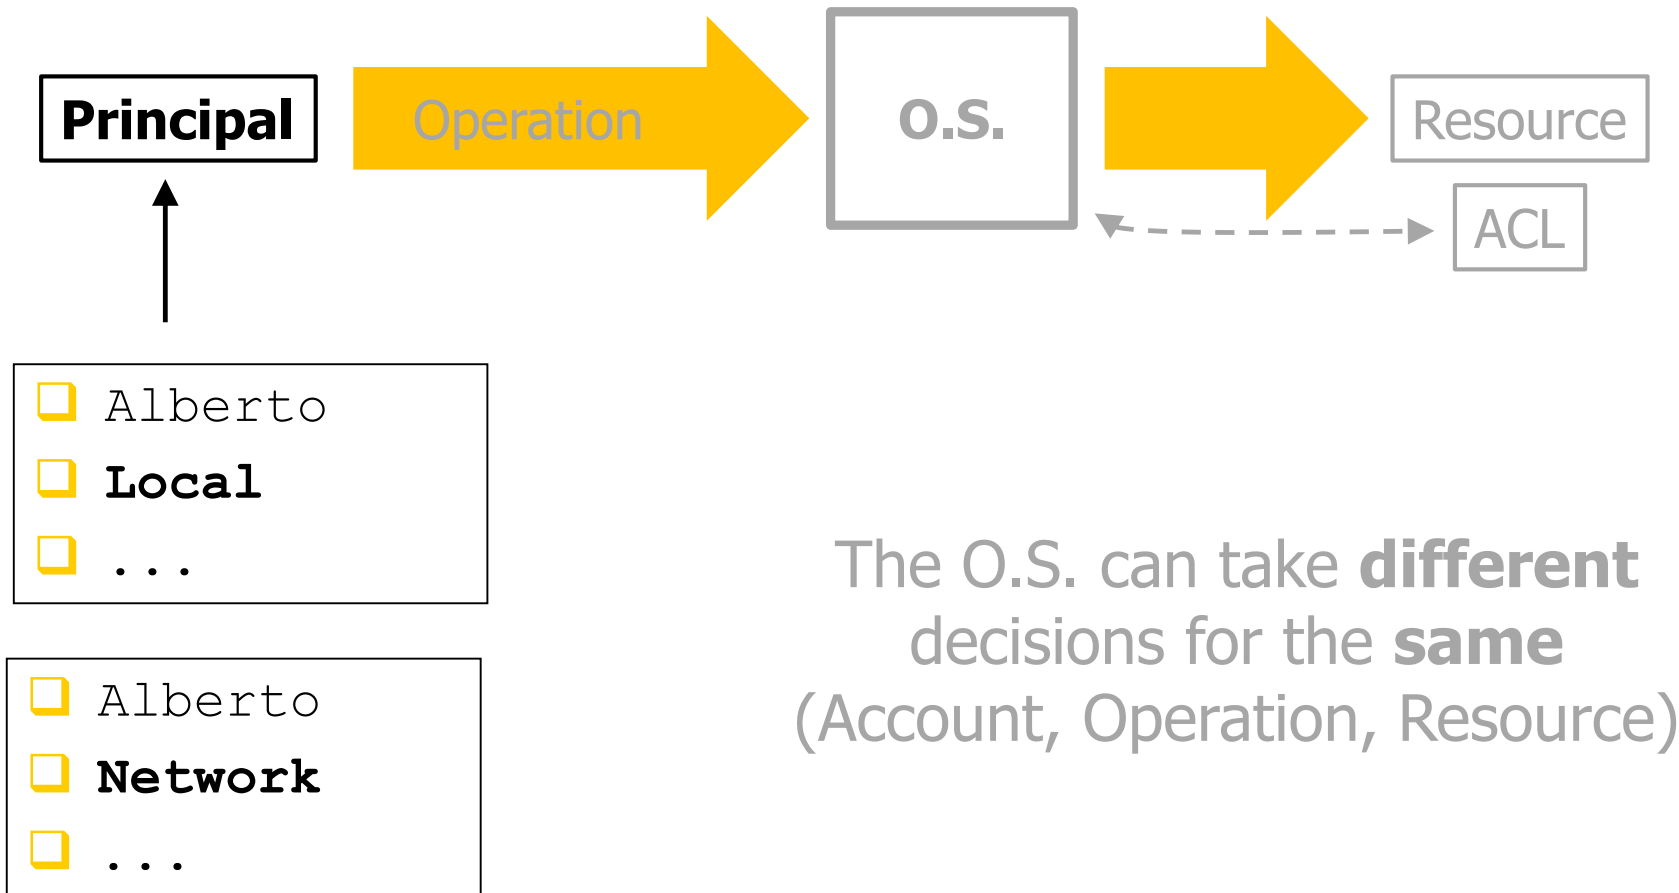 Principal
Operation
O.S.
Resource
ACL
Alberto
Local
...
The O.S. can take different
decisions for the same
(Account, Operation, Resource)
Alberto
Network
...